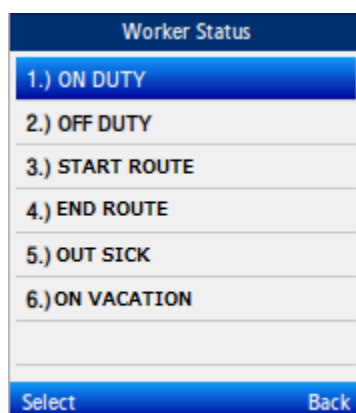 Worker Status
1.) ON DUTY
2.) OFF DUTY
3.) START ROUTE
4.) END ROUTE
5.) OUT SICK
6.) ON VACATION
Select Back